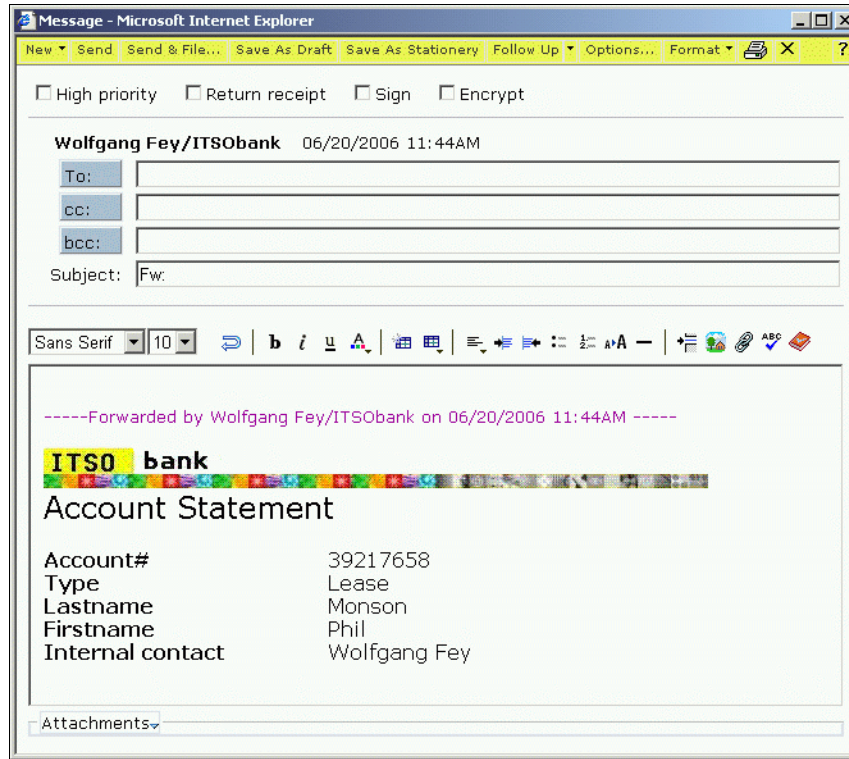 Message - Microsoft Internet Explorer
New Send Send & File... Save As Draft Save As Stationery Follow Up Options... Format ?
High priority Return receipt Sign Encrypt
Wolfgang Fey/ITSObank 06/20/2006 11:44AM
To:
cc:
bcc:
Subject: Fw:
Sans Serif 10 b i u A A A ABC
-----Forwarded by Wolfgang Fey/ITSObank on 06/20/2006 11:44AM -----
ITSO bank
Account Statement
Account# 39217658
Type Lease
Lastname Monson
Firstname Phil
Internal contact Wolfgang Fey
Attachments